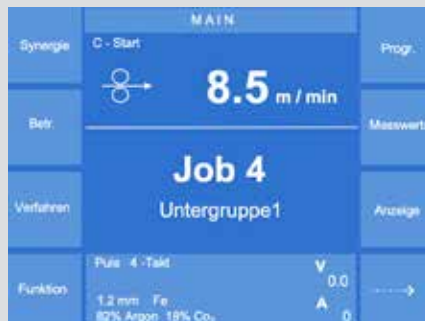 MAIN
Synergie
C - Start
Progr.
8.5 m / min
Betr.
Messwert
Job 4
Untergruppe1
Verfahren
Anzeige
Puls 4 -Takt
V
0.0
Funktion
1.2 mm Fe
A
82% Argon 18% Co₂
0